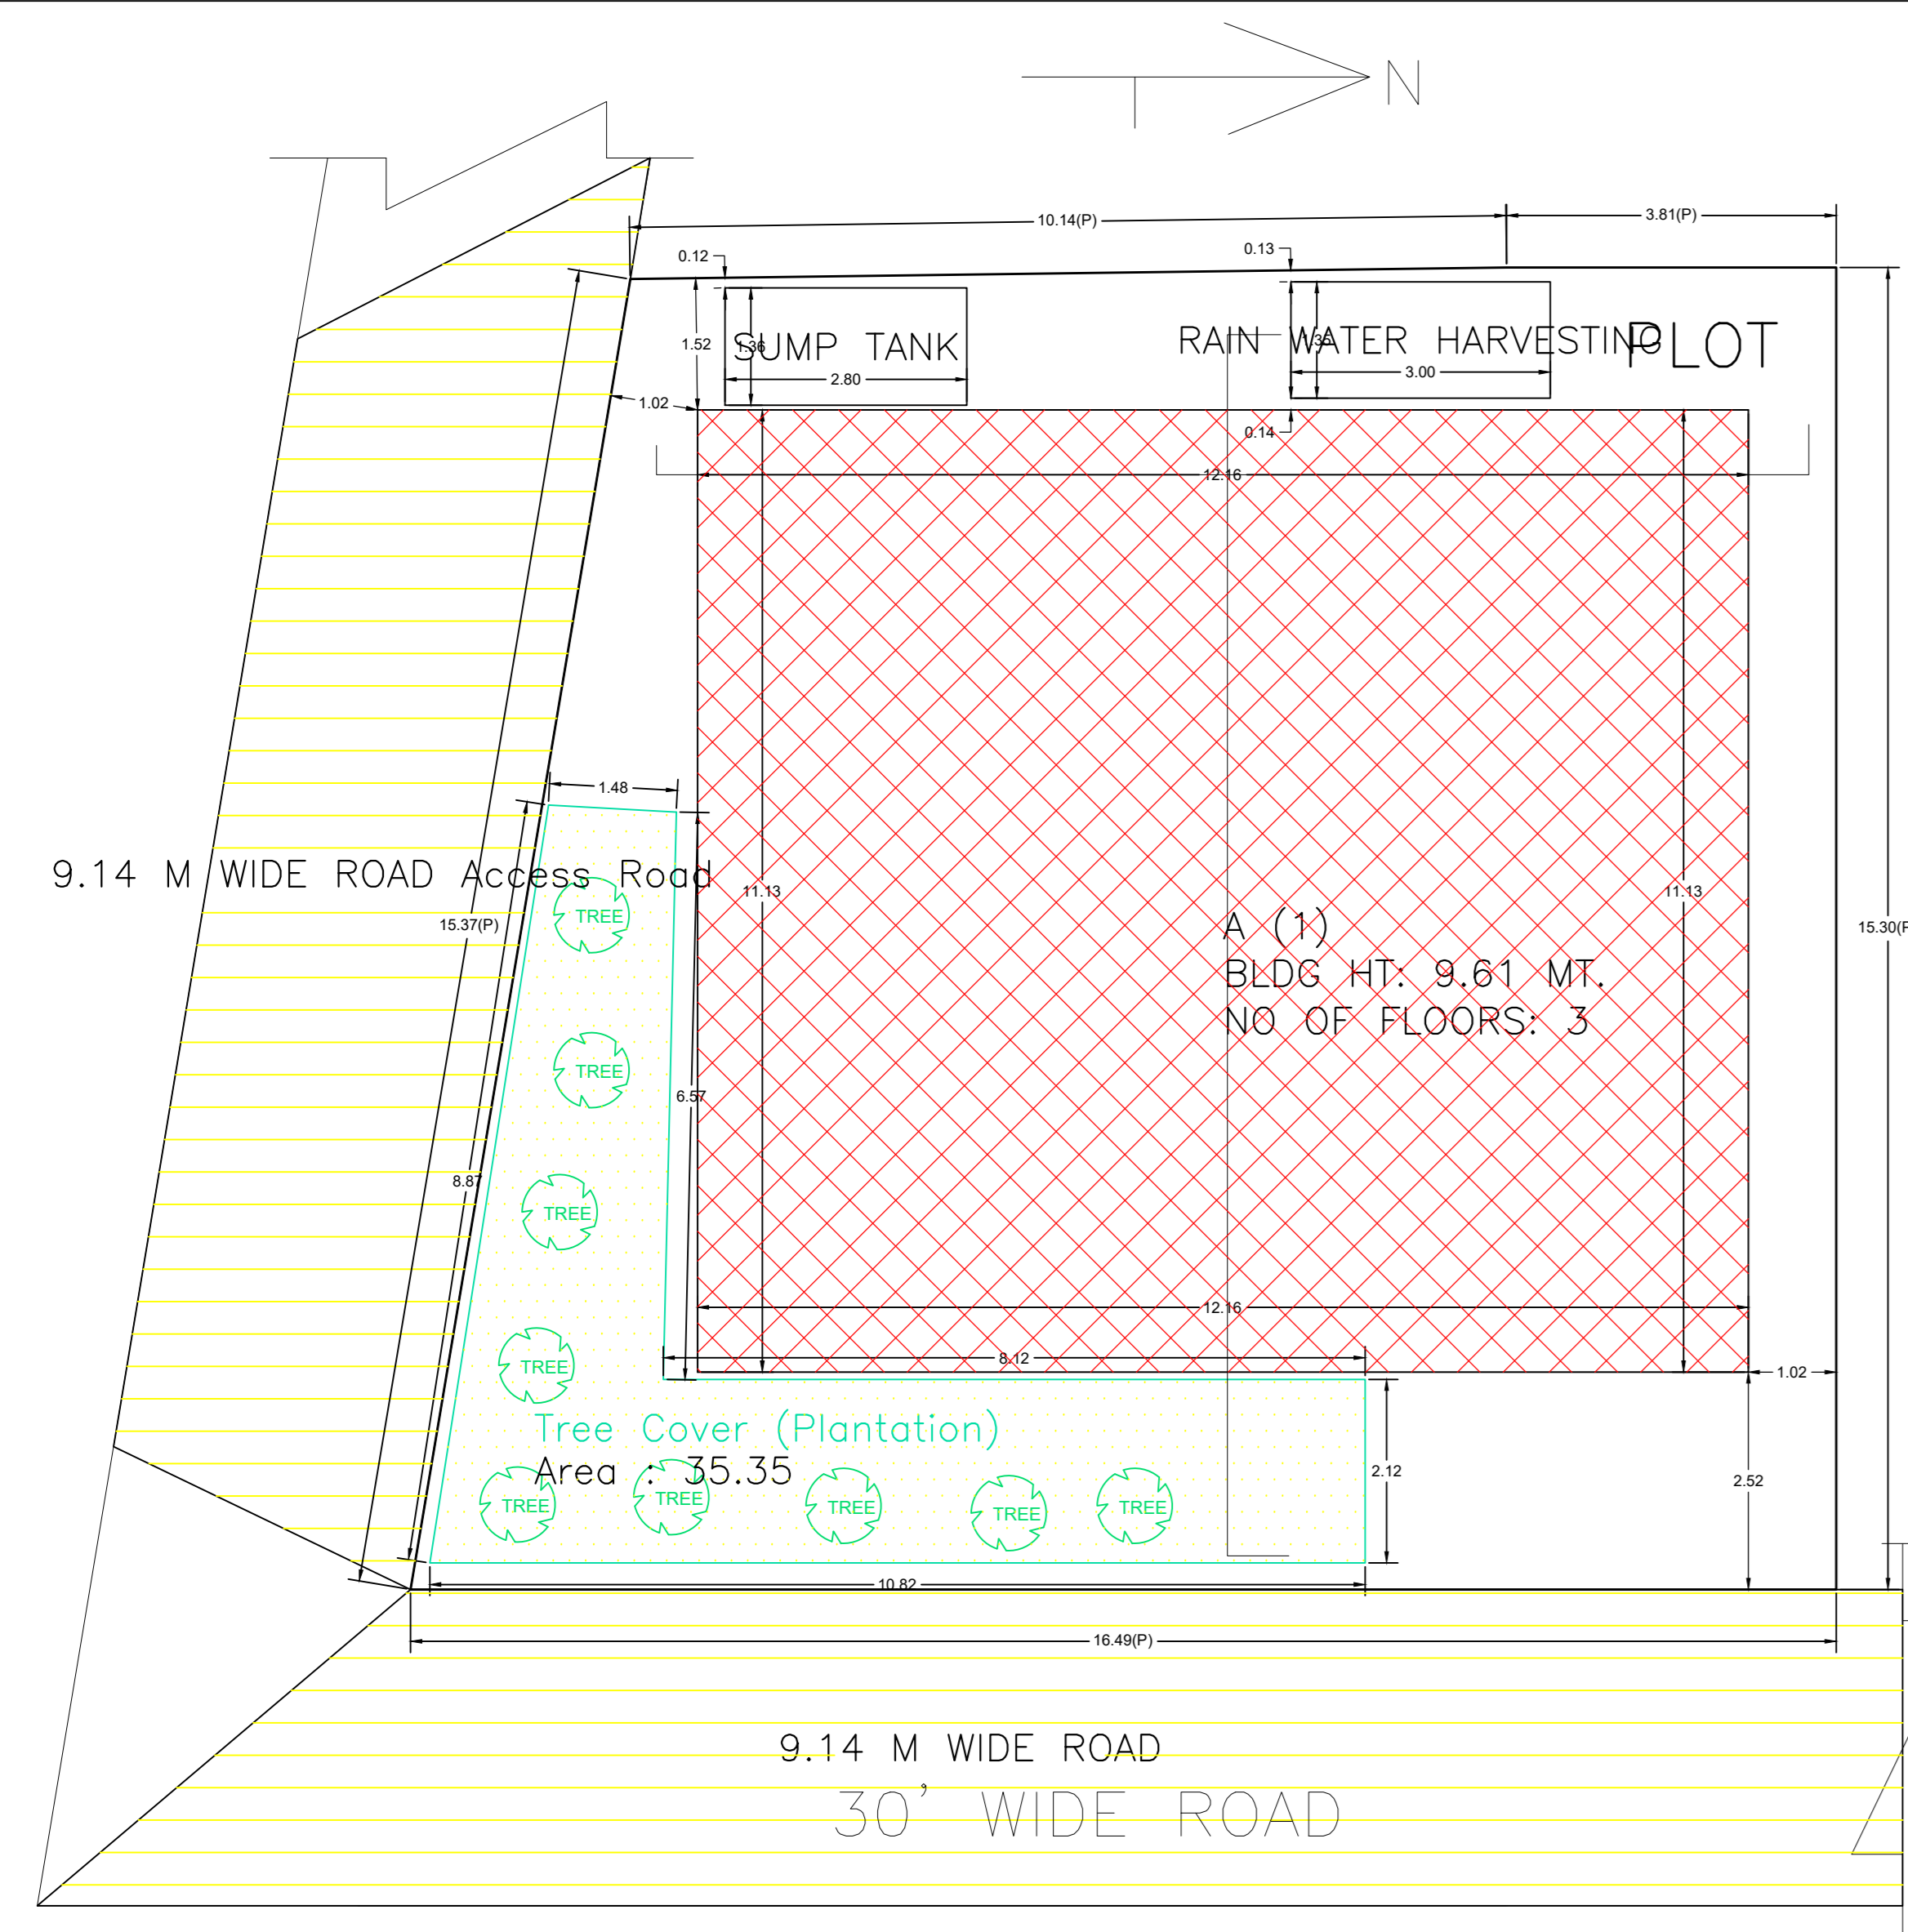 N
10.14(P)
3.81(P)
0.12
0.13
1.52
1.36
SUMP TANK
2.80
RAIN WATER HARVESTING
1.35
3.00
PLOT
1.02
0.14
12.16
1.48
9.14 M WIDE ROAD Access Road
11.13
11.13
15.37(P)
TREE
A (1)
BLDG HT: 9.61 MT.
NO OF FLOORS: 3
15.30(P
TREE
6.57
8.87
TREE
12.16
8.12
TREE
1.02
Tree Cover (Plantation)
Area : 35.35
2.12
2.52
TREE
TREE
TREE
TREE
TREE
10.82
16.49(P)
9.14 M WIDE ROAD
30' WIDE ROAD